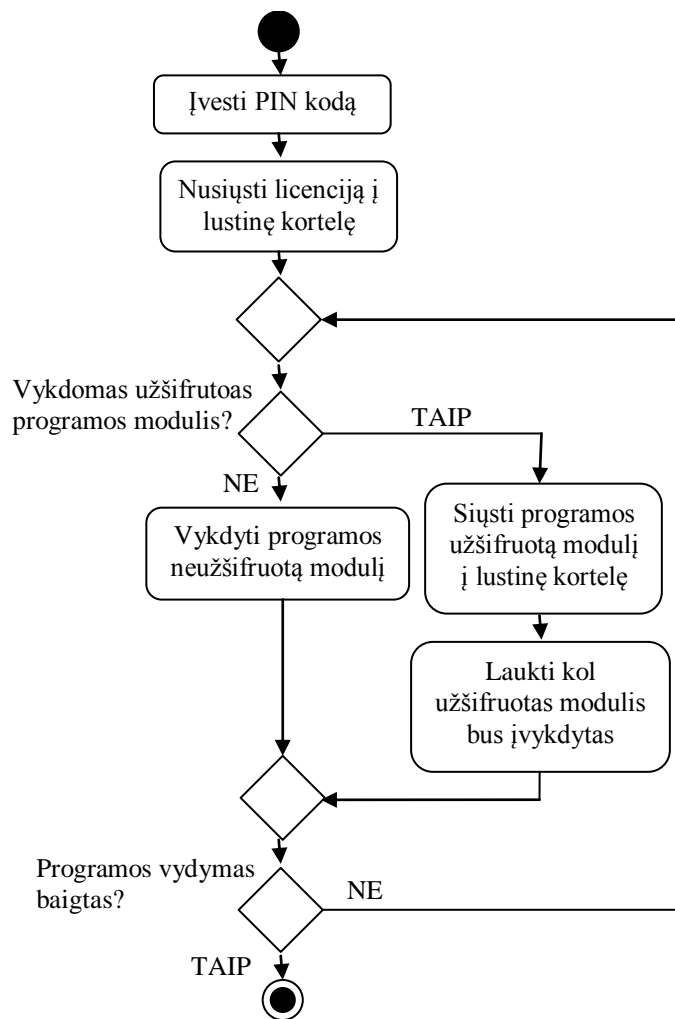 Įvesti PIN kodą
Nusiųsti licenciją į
lustinę kortelę
Vykdomas užšifrutoas
programos modulis?
TAIP
NE
Vykdyti programos
neužšifruotą modulį
Siųsti programos
užšifruotą modulį
į lustinę kortelę
Laukti kol
užšifruotas modulis
bus įvykdytas
Programos vydymas
baigtas?
NE
TAIP